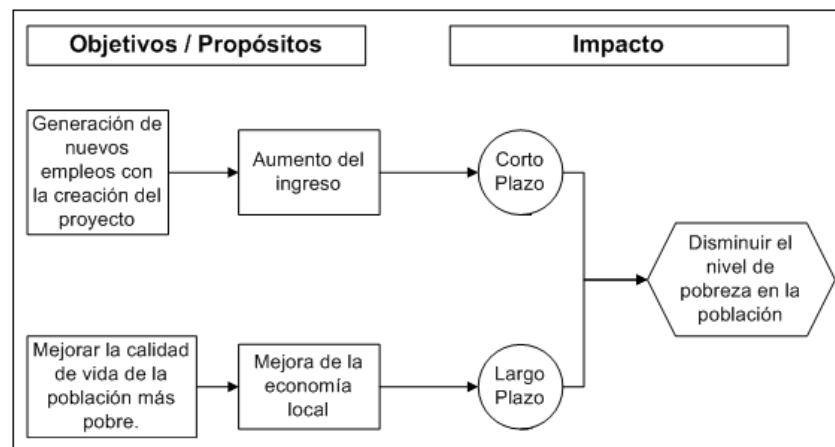 Objetivos / Propósitos
Impacto
Generación de
nuevos
empleos con
la creación del
proyecto
Aumento del
ingreso
Corto
Plazo
Disminuir el
nivel de
pobreza en la
población
Mejorar la calidad
de vida de la
población más
pobre.
Mejora de la
economía
local
Largo
Plazo